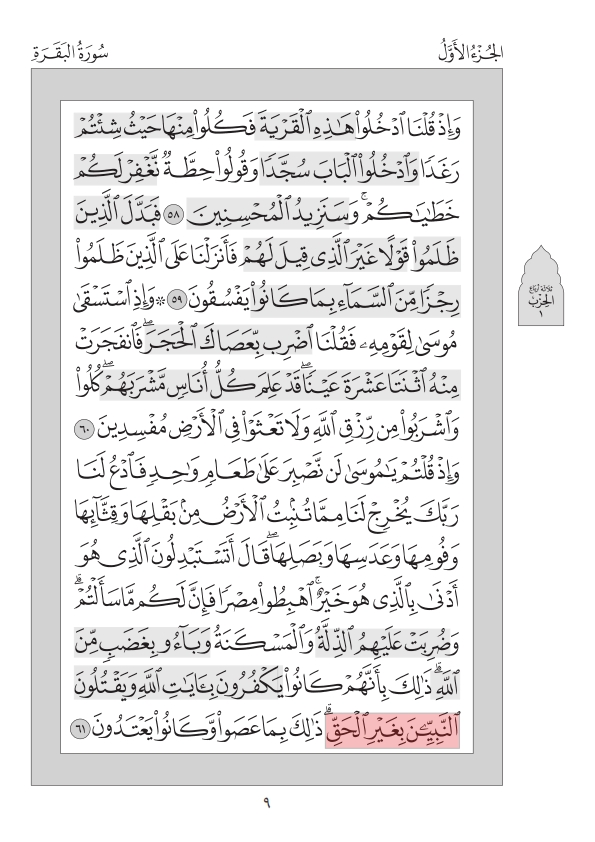 الجُزْءُ الأَوَّلُ
سُورَةُ البَقَرَةِ
وَإِذۡ قُلۡنَا ٱدۡخُلُواْ هَٰذِهِ ٱلۡقَرۡيَةَ فَكُلُواْ مِنۡهَا حَيۡثُ شِئۡتُمۡ
رَغَدٗا وَٱدۡخُلُواْ ٱلۡبَابَ سُجَّدٗا وَقُولُواْ حِطَّةٞ نَّغۡفِرۡ لَكُمۡ
خَطَٰيَٰكُمۡۚ وَسَنَزِيدُ ٱلۡمُحۡسِنِينَ ٥٨ فَبَدَّلَ ٱلَّذِينَ
ظَلَمُواْ قَوۡلًا غَيۡرَ ٱلَّذِي قِيلَ لَهُمۡ فَأَنزَلۡنَا عَلَى ٱلَّذِينَ ظَلَمُواْ
رِجۡزٗا مِّنَ ٱلسَّمَآءِ بِمَا كَانُواْ يَفۡسُقُونَ ٥٩ ۞ وَإِذِ ٱسۡتَسۡقَىٰ
مُوسَىٰ لِقَوۡمِهِۦ فَقُلۡنَا ٱضۡرِب بِّعَصَاكَ ٱلۡحَجَرَۖ فَٱنفَجَرَتۡ
مِنۡهُ ٱثۡنَتَا عَشۡرَةَ عَيۡنٗاۖ قَدۡ عَلِمَ كُلُّ أُنَاسٖ مَّشۡرَبَهُمۡۖ كُلُواْ
وَٱشۡرَبُواْ مِن رِّزۡقِ ٱللَّهِ وَلَا تَعۡثَوۡاْ فِي ٱلۡأَرۡضِ مُفۡسِدِينَ ٦٠
وَإِذۡ قُلۡتُمۡ يَٰمُوسَىٰ لَن نَّصۡبِرَ عَلَىٰ طَعَامٖ وَٰحِدٖ فَٱدۡعُ لَنَا
رَبَّكَ يُخۡرِجۡ لَنَا مِمَّا تُنۢبِتُ ٱلۡأَرۡضُ مِنۢ بَقۡلِهَا وَقِثَّآئِهَا
وَفُومِهَا وَعَدَسِهَا وَبَصَلِهَاۖ قَالَ أَتَسۡتَبۡدِلُونَ ٱلَّذِي هُوَ
أَدۡنَىٰ بِٱلَّذِي هُوَ خَيۡرٌۚ ٱهۡبِطُواْ مِصۡرٗا فَإِنَّ لَكُم مَّا سَأَلۡتُمۡۗ
وَضُرِبَتۡ عَلَيۡهِمُ ٱلذِّلَّةُ وَٱلۡمَسۡكَنَةُ وَبَآءُو بِغَضَبٖ مِّنَ
ٱللَّهِۗ ذَٰلِكَ بِأَنَّهُمۡ كَانُواْ يَكۡفُرُونَ بِـَٔايَٰتِ ٱللَّهِ وَيَقۡتُلُونَ
ٱلنَّبِيِّـۧنَ بِغَيۡرِ ٱلۡحَقِّۗ ذَٰلِكَ بِمَا عَصَواْ وَّكَانُواْ يَعۡتَدُونَ ٦١
ثلاثة أرباع
الحِزْب
١
٩